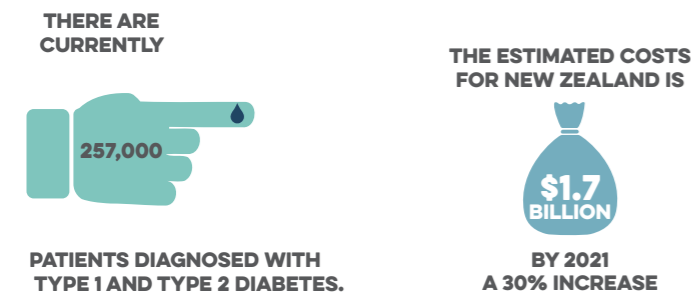 THERE ARE
CURRENTLY
257,000
PATIENTS DIAGNOSED WITH
TYPE 1 AND TYPE 2 DIABETES.
THE ESTIMATED COSTS
FOR NEW ZEALAND IS
$1.7
BILLION
BY 2021
A 30% INCREASE